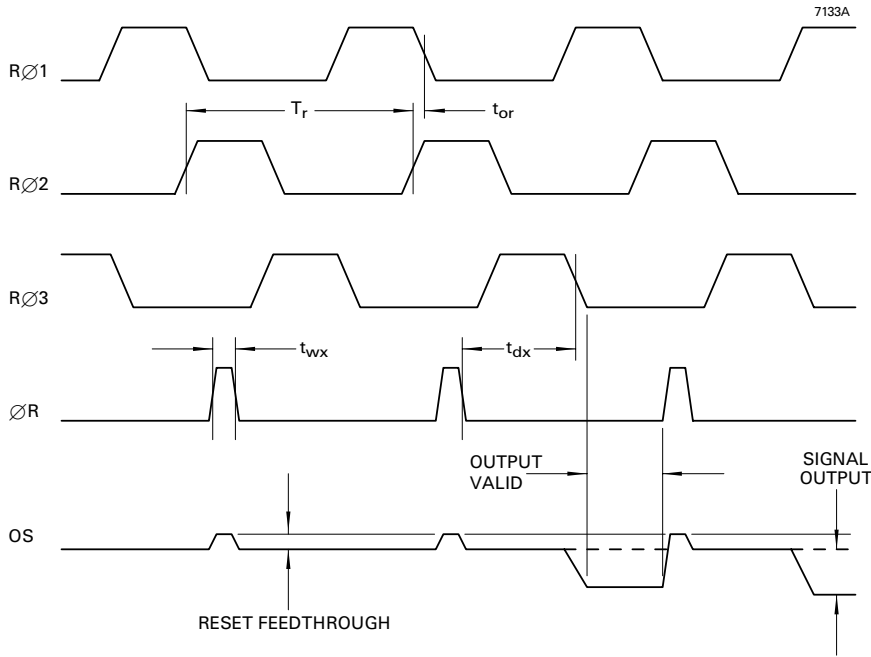 7133A
RØ1
Tr
tor
RØ2
RØ3
twx
tdx
ØR
OUTPUT
VALID
SIGNAL
OUTPUT
OS
RESET FEEDTHROUGH